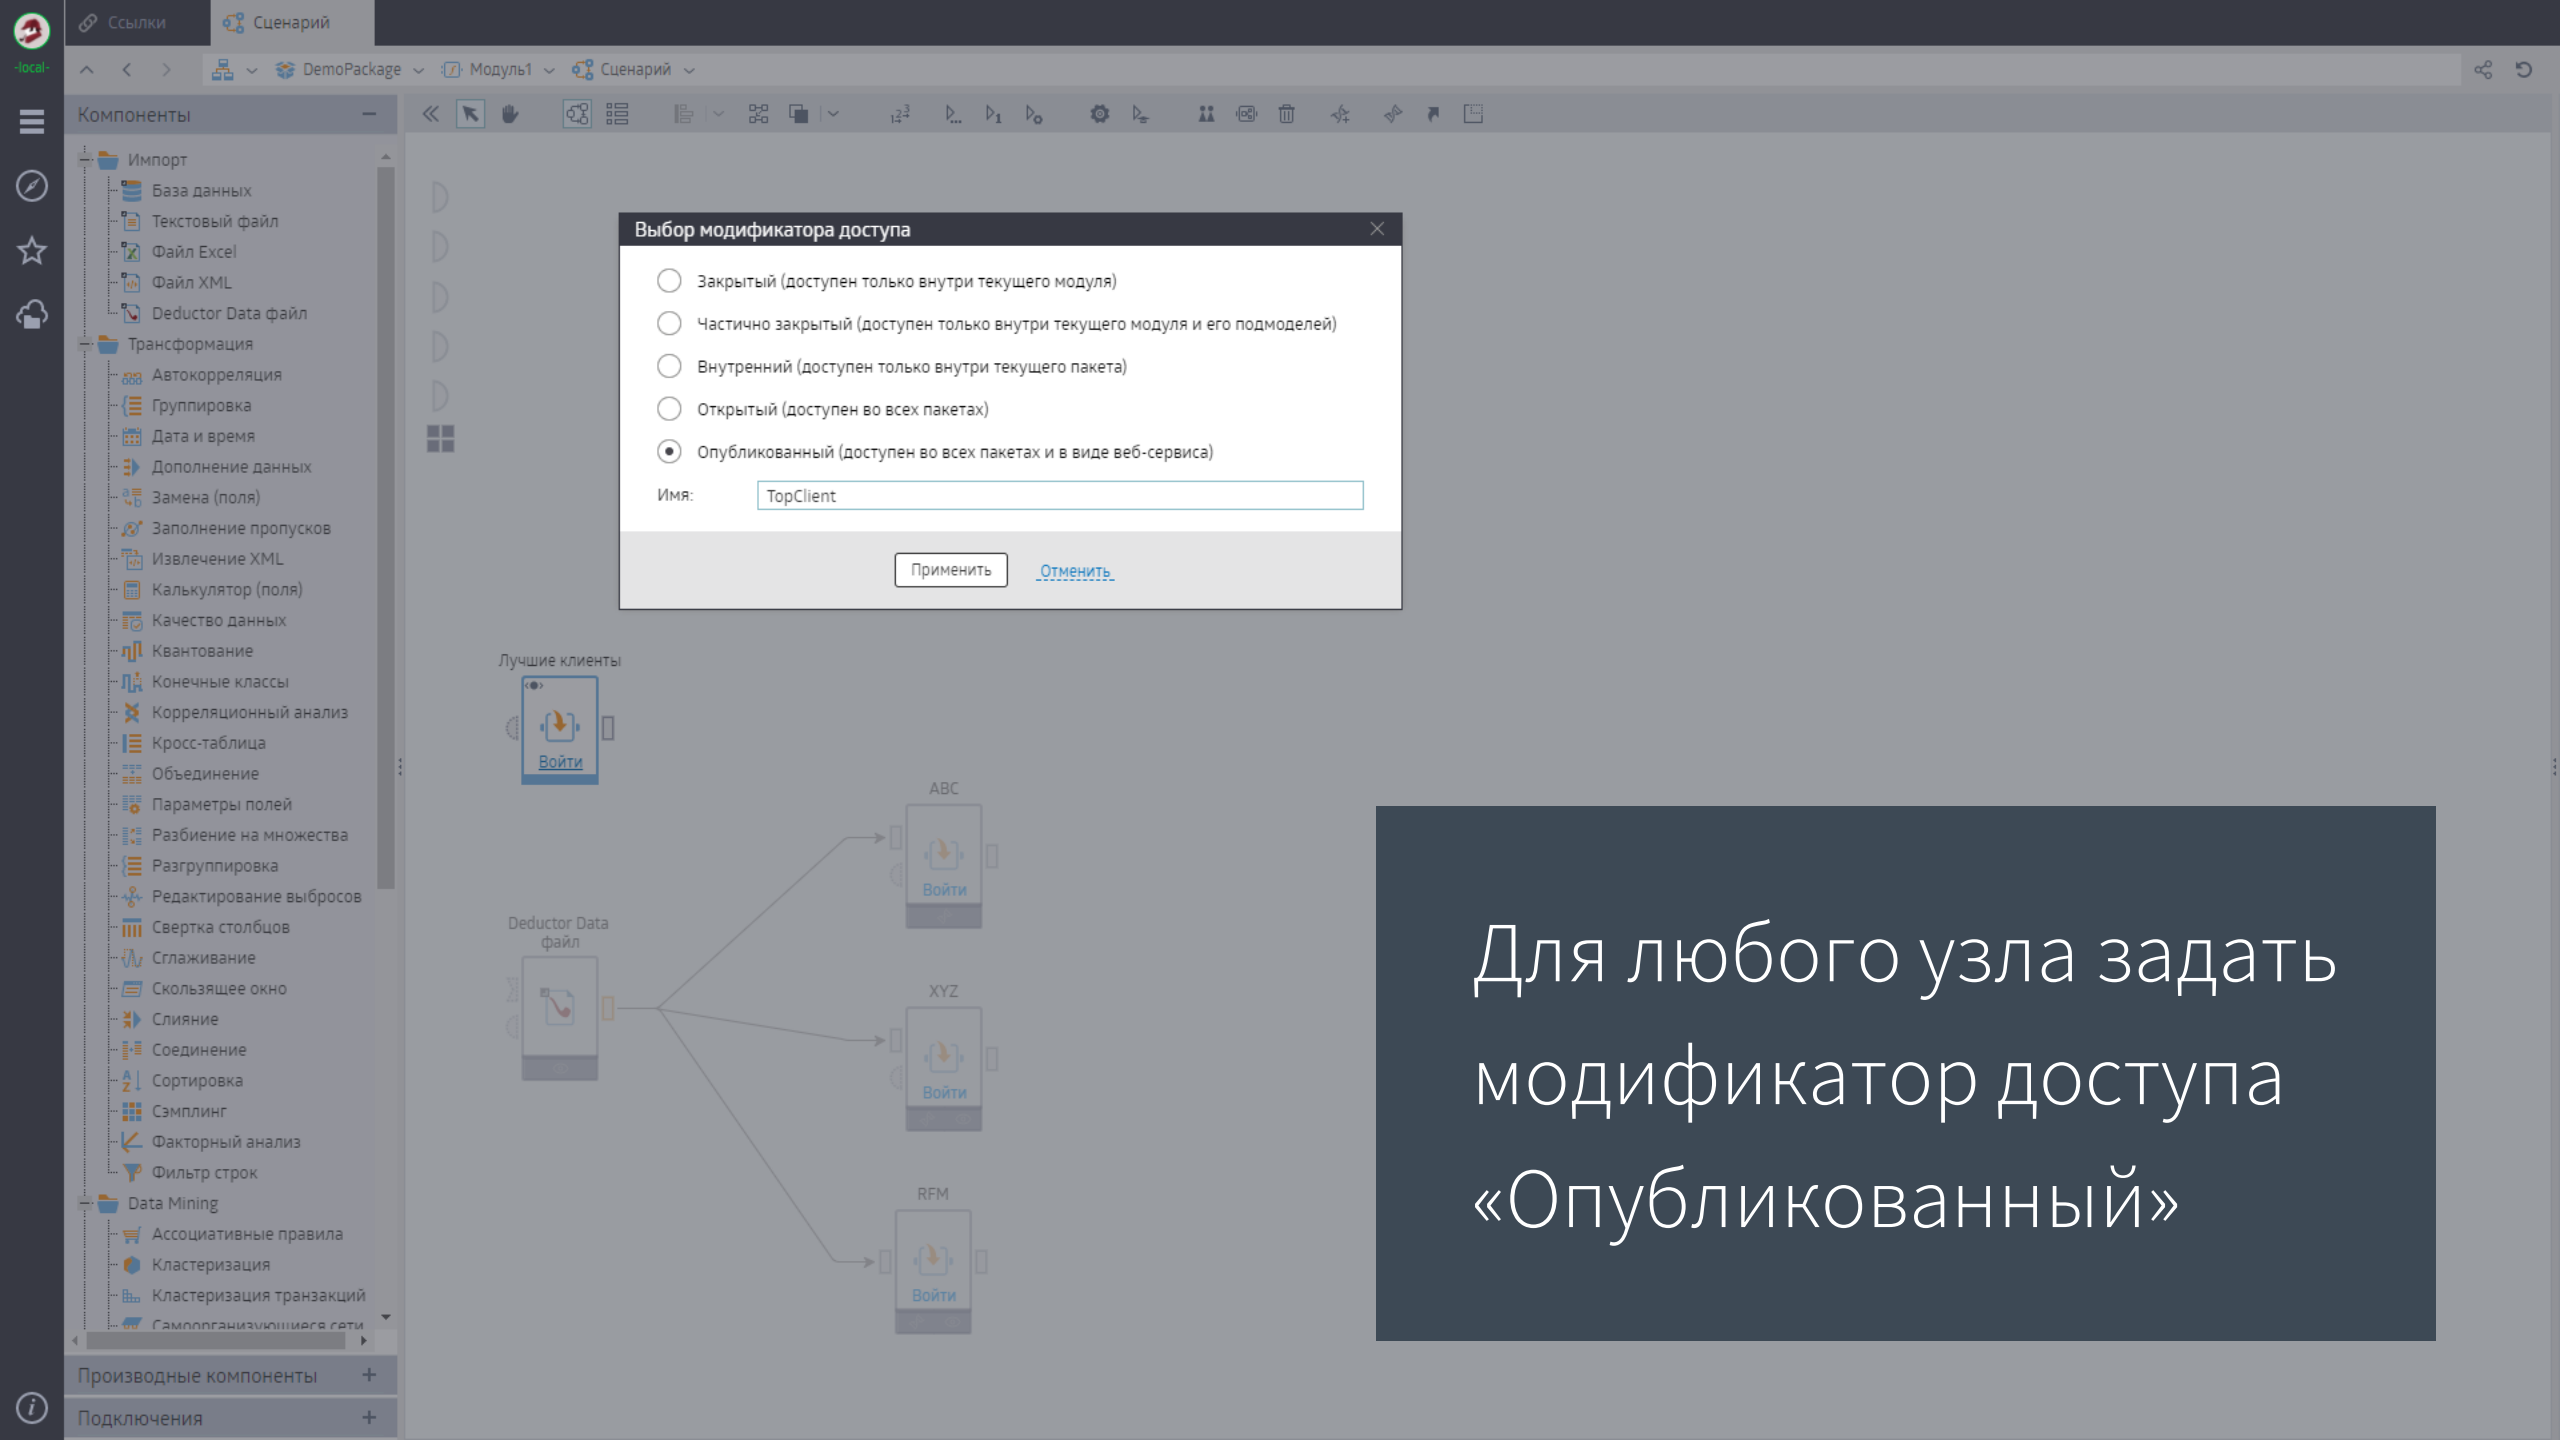 Ссылки
Сценарий
-local-
DemoPackage
Модуль1
Сценарий
Компоненты
Импорт
База данных
Текстовый файл
Файл Excel
Файл XML
Deductor Data файл
Трансформация
Автокорреляция
Группировка
Дата и время
Дополнение данных
Замена (поля)
Заполнение пропусков
Извлечение XML
Калькулятор (поля)
Качество данных
Квантование
Конечные классы
Корреляционный анализ
Кросс-таблица
Объединение
Параметры полей
Разбиение на множества
Разгруппировка
Редактирование выбросов
Свертка столбцов
Сглаживание
Скользящее окно
Слияние
Соединение
Сортировка
Сэмплинг
Факторный анализ
Фильтр строк
Data Mining
Ассоциативные правила
Кластеризация
Кластеризация транзакций
Самоорганизующиеся сети
Производные компоненты
Подключения
Выбор модификатора доступа
Закрытый (доступен только внутри текущего модуля)
Частично закрытый (доступен только внутри текущего модуля и его подмоделей)
Внутренний (доступен только внутри текущего пакета)
Открытый (доступен во всех пакетах)
Опубликованный (доступен во всех пакетах и в виде веб-сервиса)
Имя: TopClient
Применить
Отменить
Лучшие клиенты
Войти
ABC
Войти
Deductor Data
файл
XYZ
Войти
RFM
Войти
Для любого узла задать
модификатор доступа
«Опубликованный»